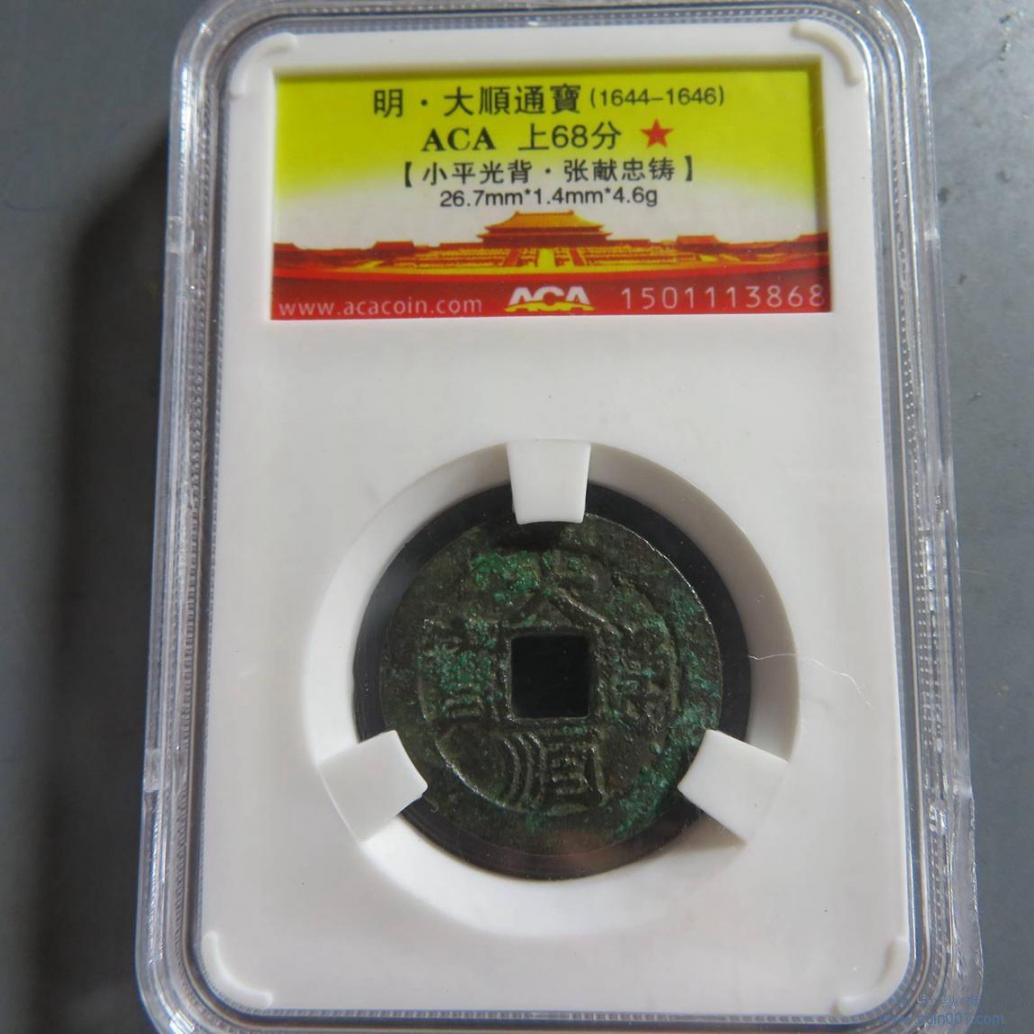 明·大順通寶(1644-1646)
ACA 上68分 ★
【小平光背·张献忠铸】
26.7mm*1.4mm*4.6g
www.acacoin.com ACA 1501113868
大順通寶